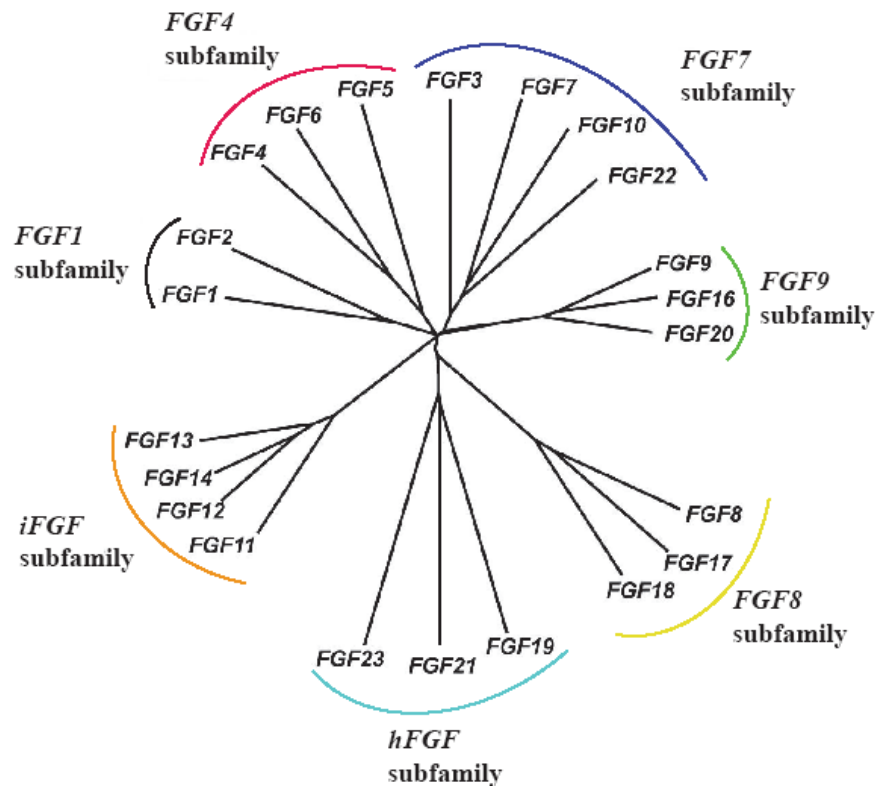 FGF4
subfamily
FGF7
subfamily
FGF5
FGF3
FGF7
FGF6
FGF10
FGF4
FGF22
FGF1
subfamily
FGF2
FGF1
FGF9
FGF16
FGF20
FGF9
subfamily
FGF13
FGF14
FGF12
FGF11
iFGF
subfamily
FGF8
FGF17
FGF18
FGF8
subfamily
FGF23
FGF21
FGF19
hFGF
subfamily